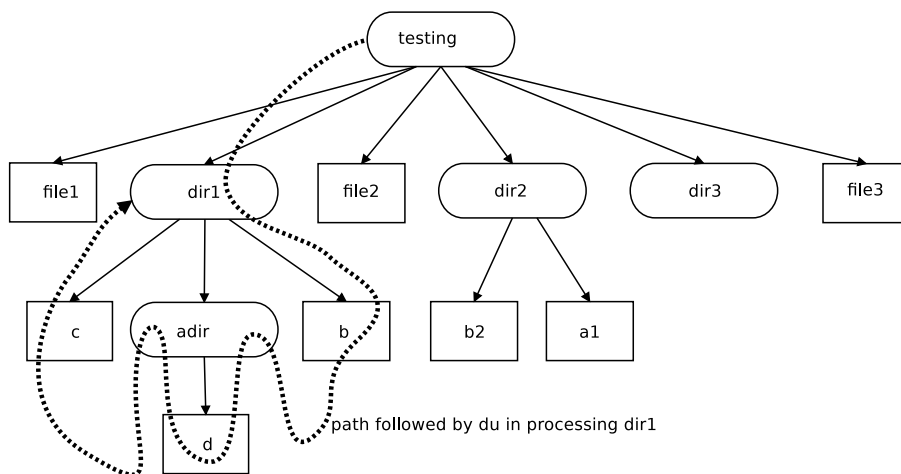 testing
file1
dir1
file2
dir2
dir3
file3
c
adir
b
b2
a1
d
path followed by du in processing dir1